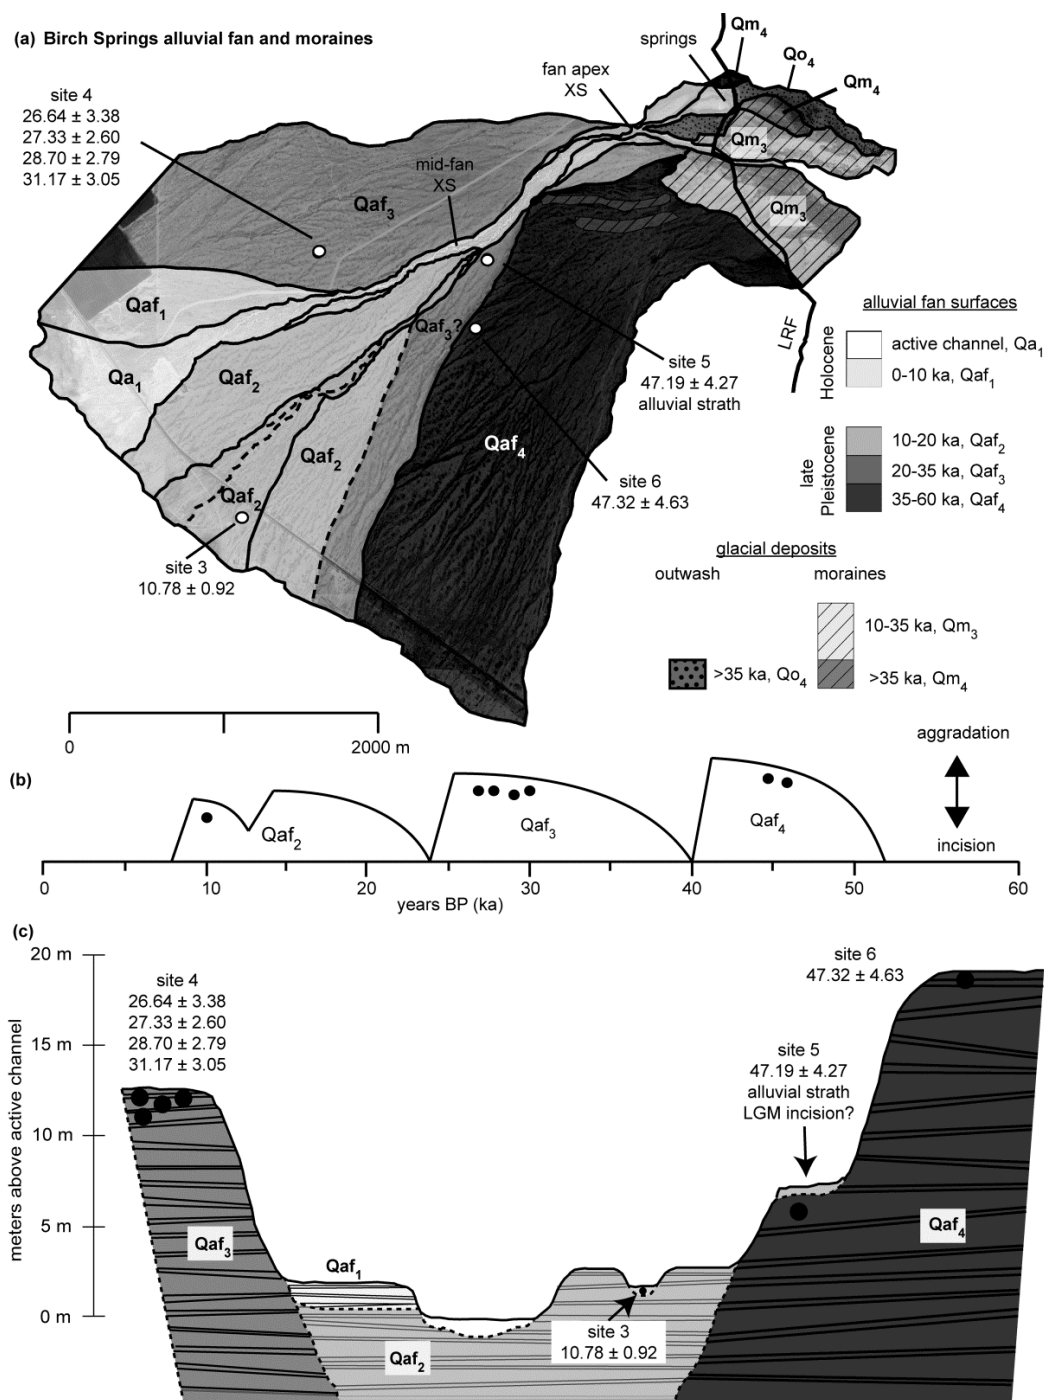 (a) Birch Springs alluvial fan and moraines
Qm4
springs
Qo4
fan apex
XS
Qm4
site 4
26.64 ± 3.38
27.33 ± 2.60
28.70 ± 2.79
31.17 ± 3.05
Qm3
mid-fan
XS
Qaf3
Qm3
Qaf1
Qaf3?
LRF
Qa1
Qaf2
site 5
47.19 ± 4.27
alluvial strath
Qaf4
Qaf2
Qaf2
site 6
47.32 ± 4.63
site 3
10.78 ± 0.92
alluvial fan surfaces
Holocene
active channel, Qa1
0-10 ka, Qaf1
late
Pleistocene
10-20 ka, Qaf2
20-35 ka, Qaf3
35-60 ka, Qaf4
glacial deposits
outwash
moraines
10-35 ka, Qm3
>35 ka, Qo4
>35 ka, Qm4
0
2000 m
aggradation
incision
(b)
Qaf2
Qaf3
Qaf4
0
10
20
30
40
50
60
years BP (ka)
(c)
20 m
15 m
10 m
5 m
0 m
meters above active channel
site 4
26.64 ± 3.38
27.33 ± 2.60
28.70 ± 2.79
31.17 ± 3.05
site 6
47.32 ± 4.63
site 5
47.19 ± 4.27
alluvial strath
LGM incision?
Qaf3
Qaf1
Qaf4
site 3
10.78 ± 0.92
Qaf2